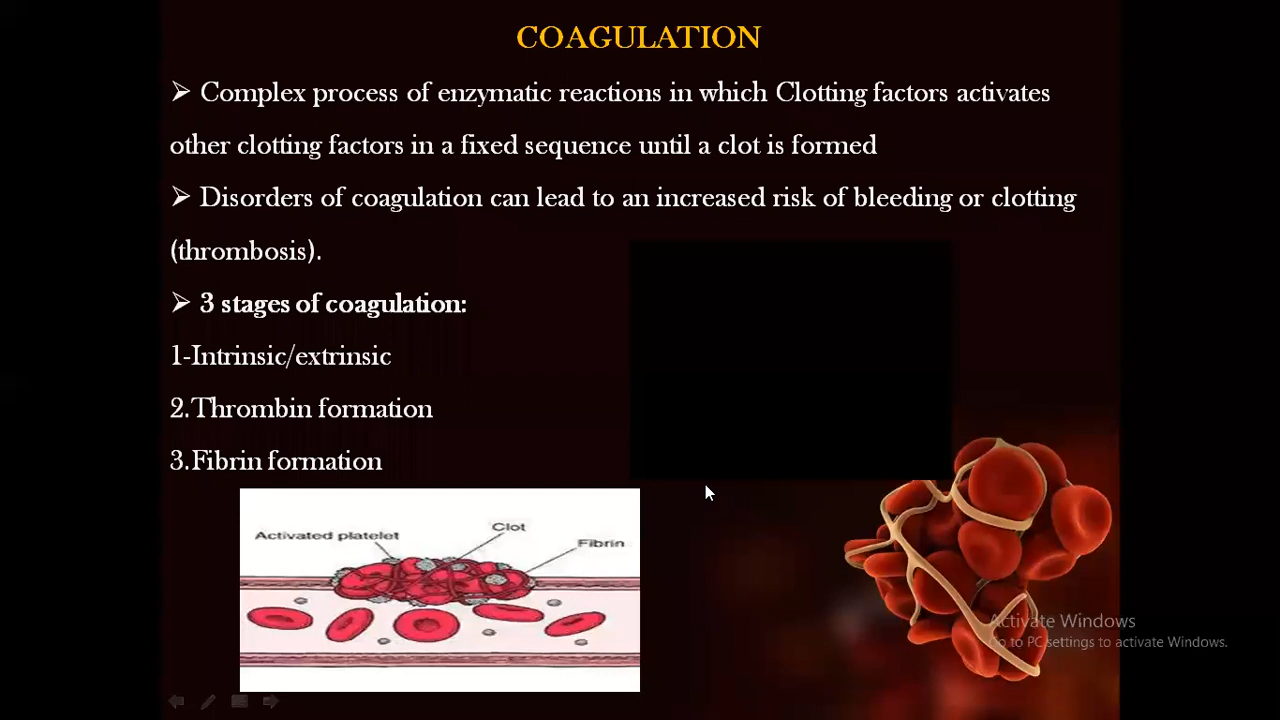 COAGULATION
➢ Complex process of enzymatic reactions in which Clotting factors activates
other clotting factors in a fixed sequence until a clot is formed
➢ Disorders of coagulation can lead to an increased risk of bleeding or clotting
(thrombosis).
➢ 3 stages of coagulation:
1-Intrinsic/extrinsic
2.Thrombin formation
3.Fibrin formation
Clot
Activated platelet
Fibrin
Activate Windows
Go to PC settings to activate Windows.